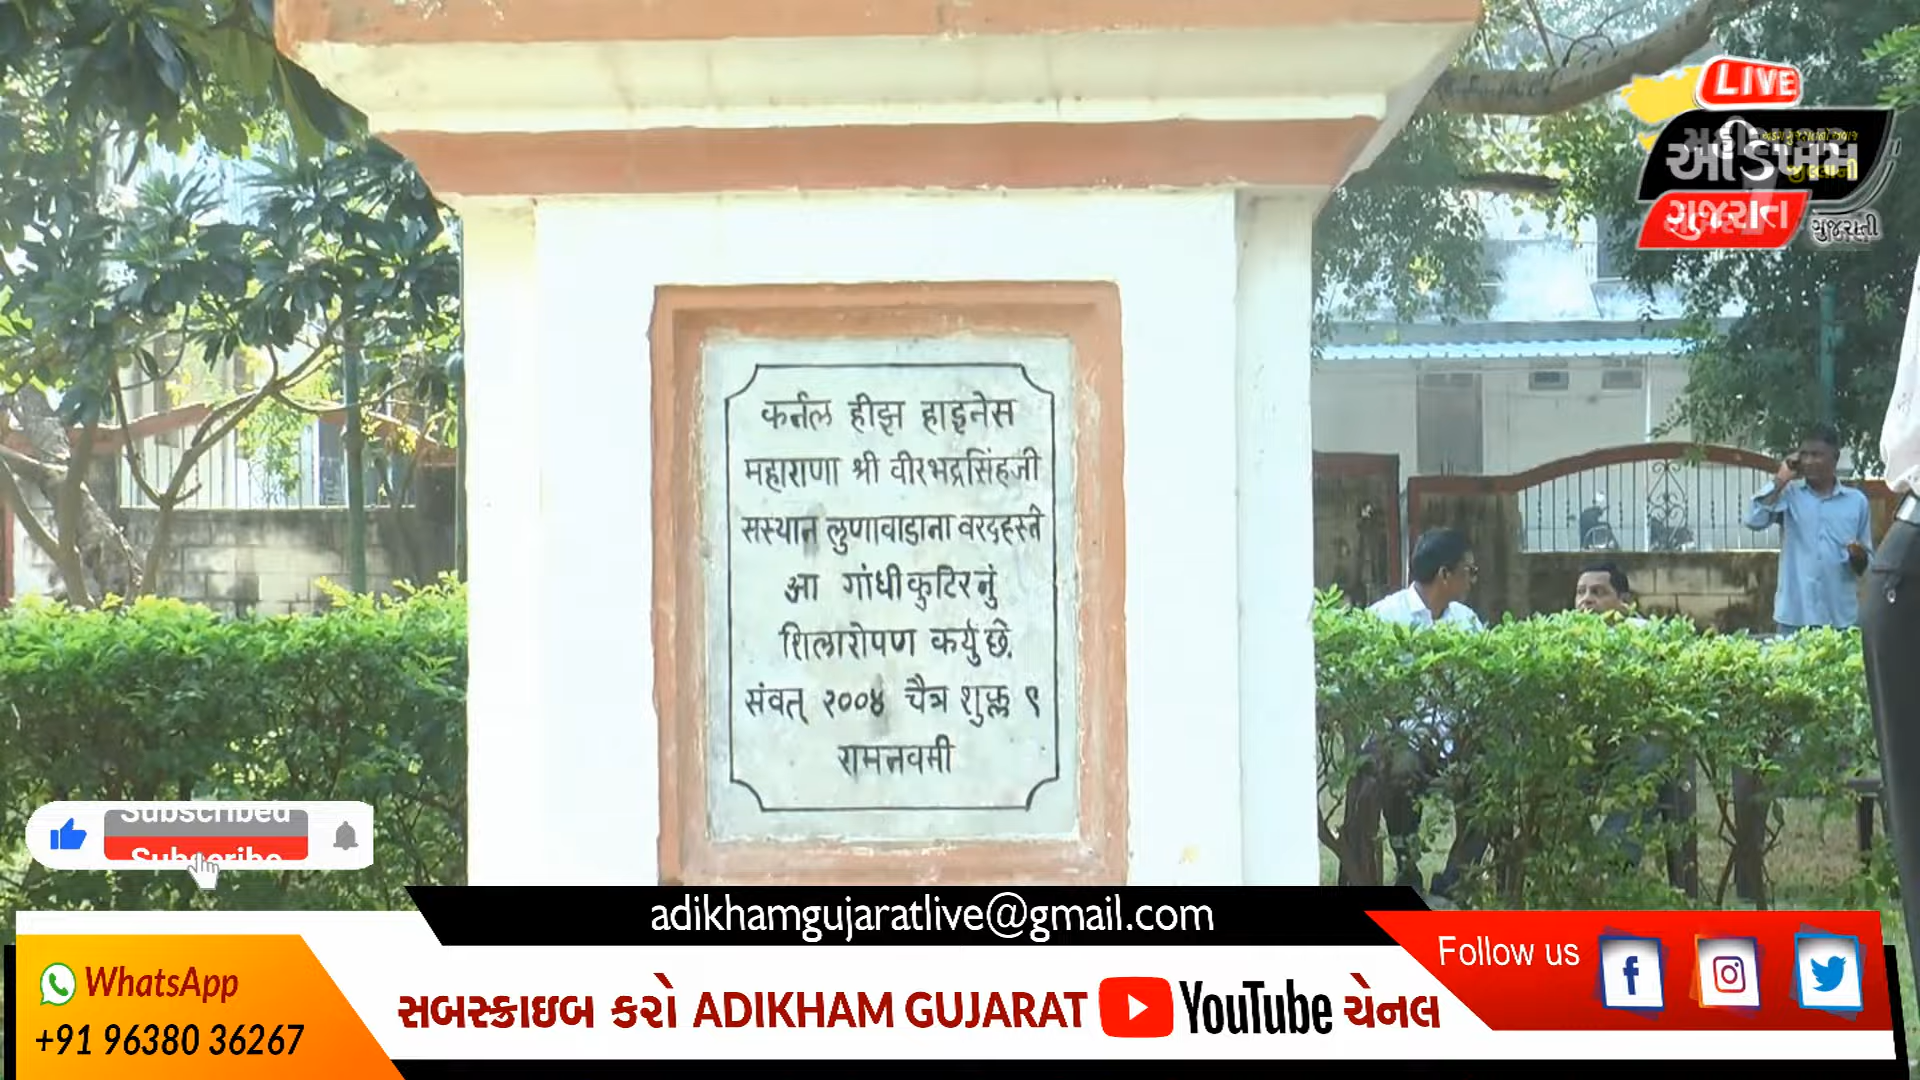 LIVE
ગુજરાત
ગુજરાતી
कर्नल हीझ हाइनेस
महाराणा श्री वीरभद्रसिंहजी
सस्थान लुणावाडाना वरदहस्ते
आ गांधीकुटिरनुं
शिलारोपण कर्यु छे.
संवत् २००४ चैत्र शुक्ल ९
रामनवमी
Subscribed
Subscribe
adikhamgujaratlive@gmail.com
Follow us
WhatsApp
+91 96380 36267
સબસ્ક્રાઇબ કરો ADIKHAM GUJARAT YouTube ચેનલ